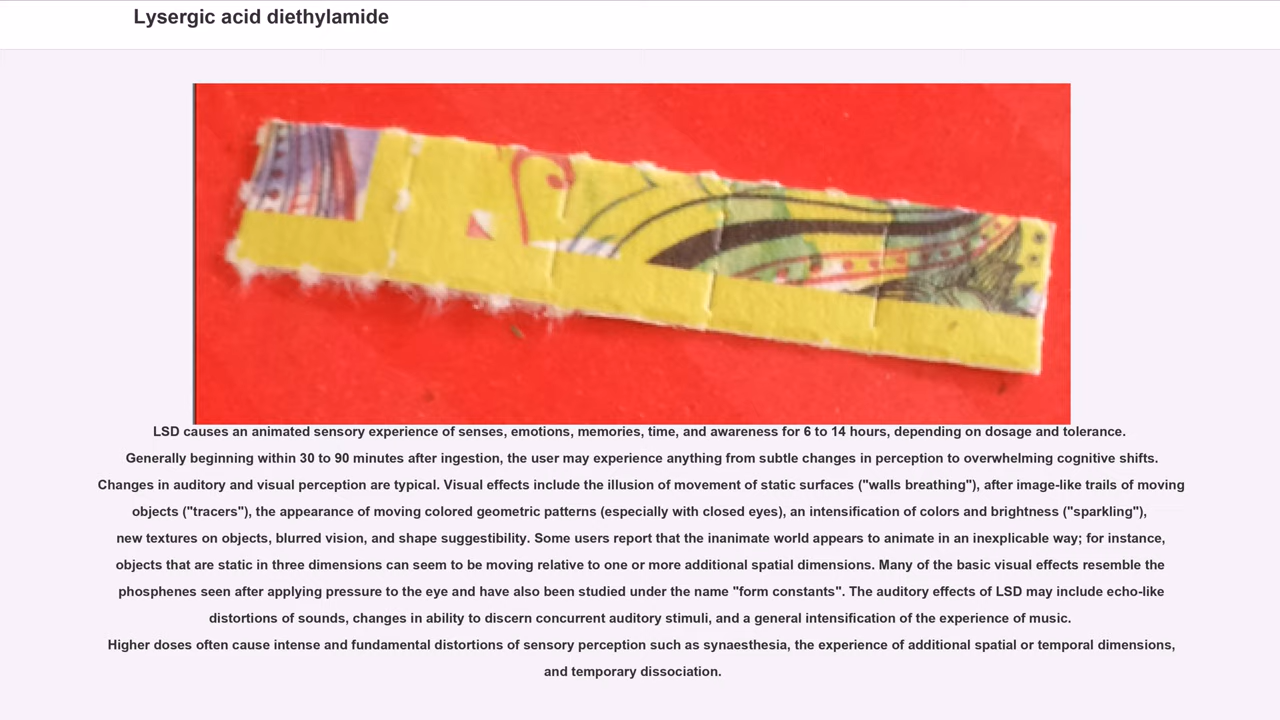 Lysergic acid diethylamide
LSD causes an animated sensory experience of senses, emotions, memories, time, and awareness for 6 to 14 hours, depending on dosage and tolerance.
Generally beginning within 30 to 90 minutes after ingestion, the user may experience anything from subtle changes in perception to overwhelming cognitive shifts.
Changes in auditory and visual perception are typical. Visual effects include the illusion of movement of static surfaces ("walls breathing"), after image-like trails of moving
objects ("tracers"), the appearance of moving colored geometric patterns (especially with closed eyes), an intensification of colors and brightness ("sparkling"),
new textures on objects, blurred vision, and shape suggestibility. Some users report that the inanimate world appears to animate in an inexplicable way; for instance,
objects that are static in three dimensions can seem to be moving relative to one or more additional spatial dimensions. Many of the basic visual effects resemble the
phosphenes seen after applying pressure to the eye and have also been studied under the name "form constants". The auditory effects of LSD may include echo-like
distortions of sounds, changes in ability to discern concurrent auditory stimuli, and a general intensification of the experience of music.
Higher doses often cause intense and fundamental distortions of sensory perception such as synaesthesia, the experience of additional spatial or temporal dimensions,
and temporary dissociation.